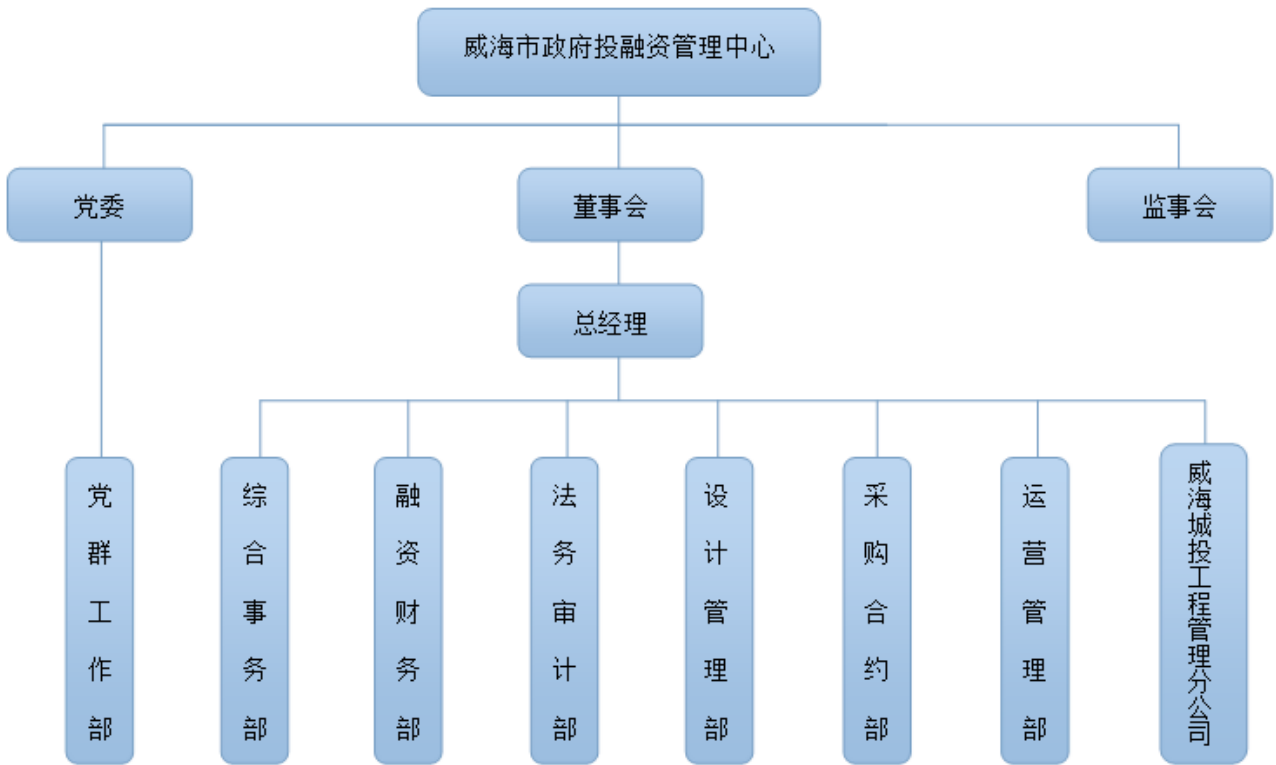 威海市政府投融资管理中心
党委
董事会
监事会
总经理
党群工作部
综合事务部
融资财务部
法务审计部
设计管理部
采购合约部
运营管理部
威海城投工程管理分公司